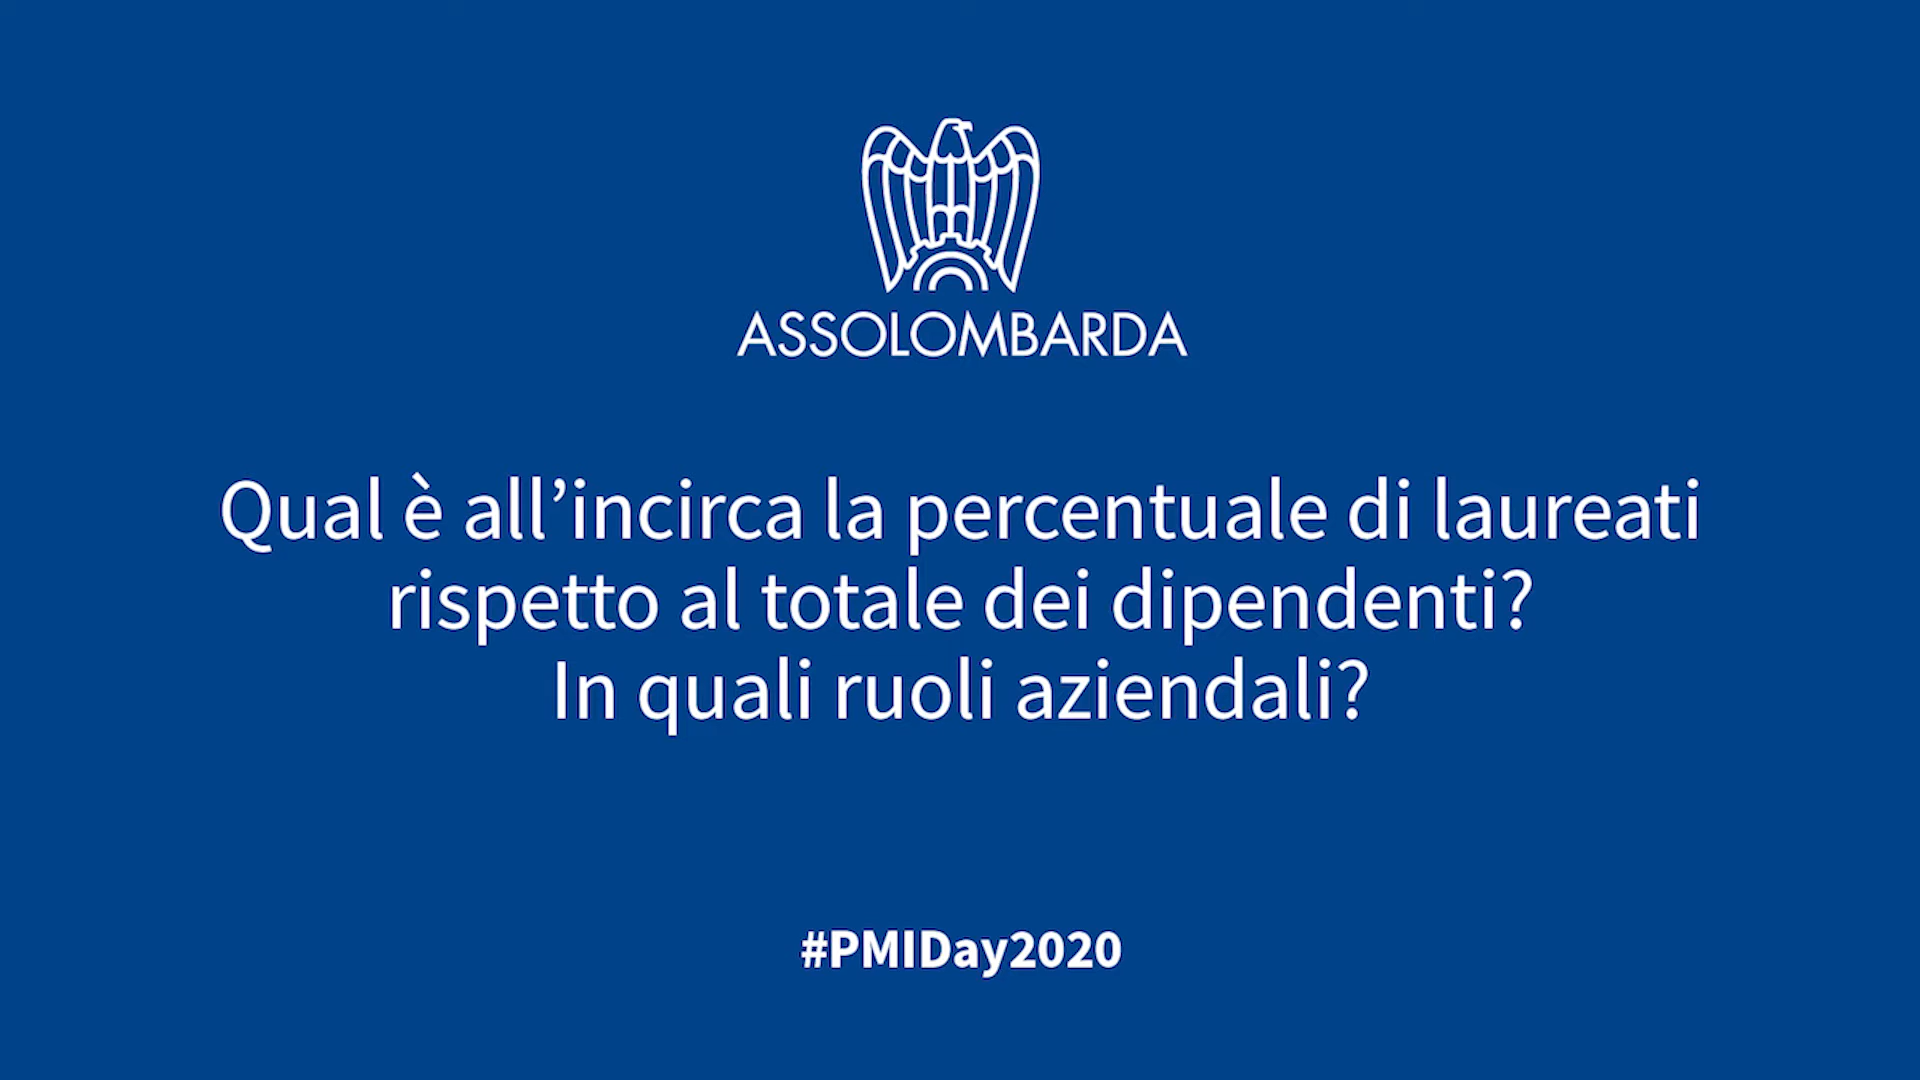 ASSOLOMBARDA
Qual è all’incirca la percentuale di laureati
rispetto al totale dei dipendenti?
In quali ruoli aziendali?
#PMIDay2020